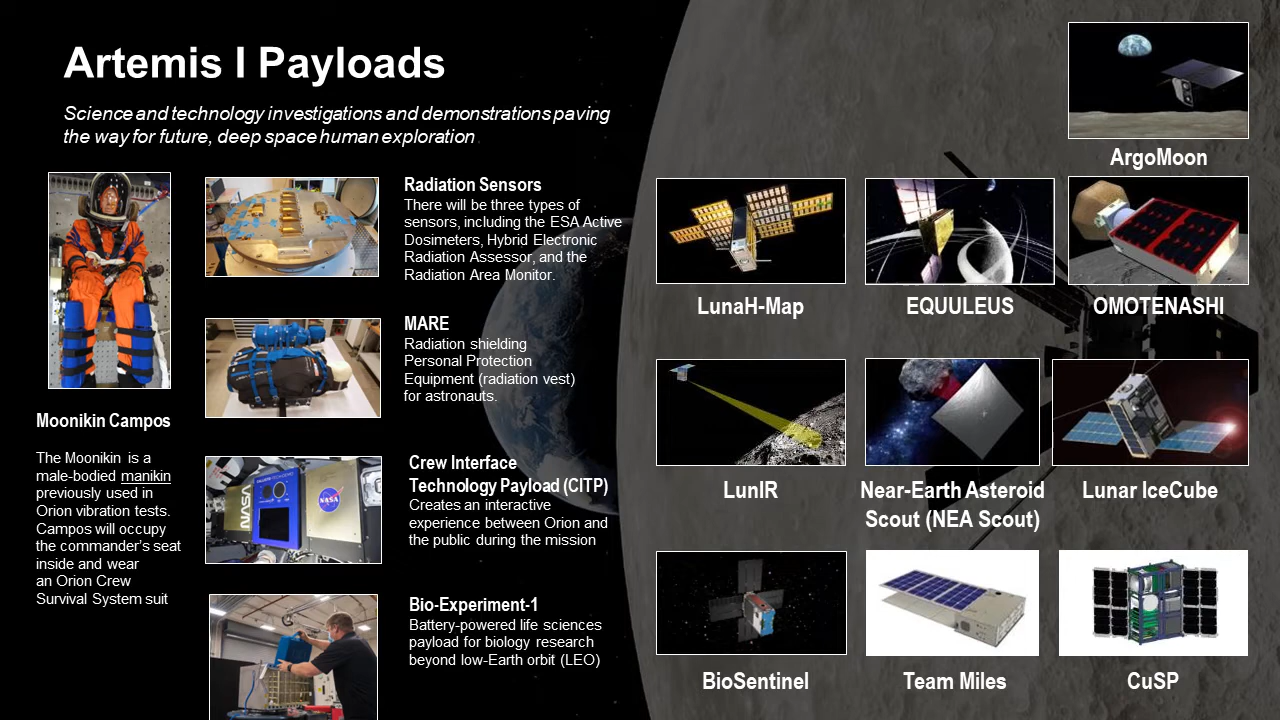 Artemis I Payloads
Science and technology investigations and demonstrations paving
the way for future, deep space human exploration
Moonikin Campos
The Moonikin is a
male-bodied manikin
previously used in
Orion vibration tests.
Campos will occupy
the commander's seat
inside and wear
an Orion Crew
Survival System suit
Radiation Sensors
There will be three types of
sensors, including the ESA Active
Dosimeters, Hybrid Electronic
Radiation Assessor, and the
Radiation Area Monitor.
MARE
Radiation shielding
Personal Protection
Equipment (radiation vest)
for astronauts.
NASA
Crew Interface
Technology Payload (CITP)
Creates an interactive
experience between Orion and
the public during the mission
Bio-Experiment-1
Battery-powered life sciences
payload for biology research
beyond low-Earth orbit (LEO)
ArgoMoon
LunaH-Map
EQUULEUS
OMOTENASHI
LunIR
Near-Earth Asteroid
Scout (NEA Scout)
Lunar IceCube
BioSentinel
Team Miles
CuSP